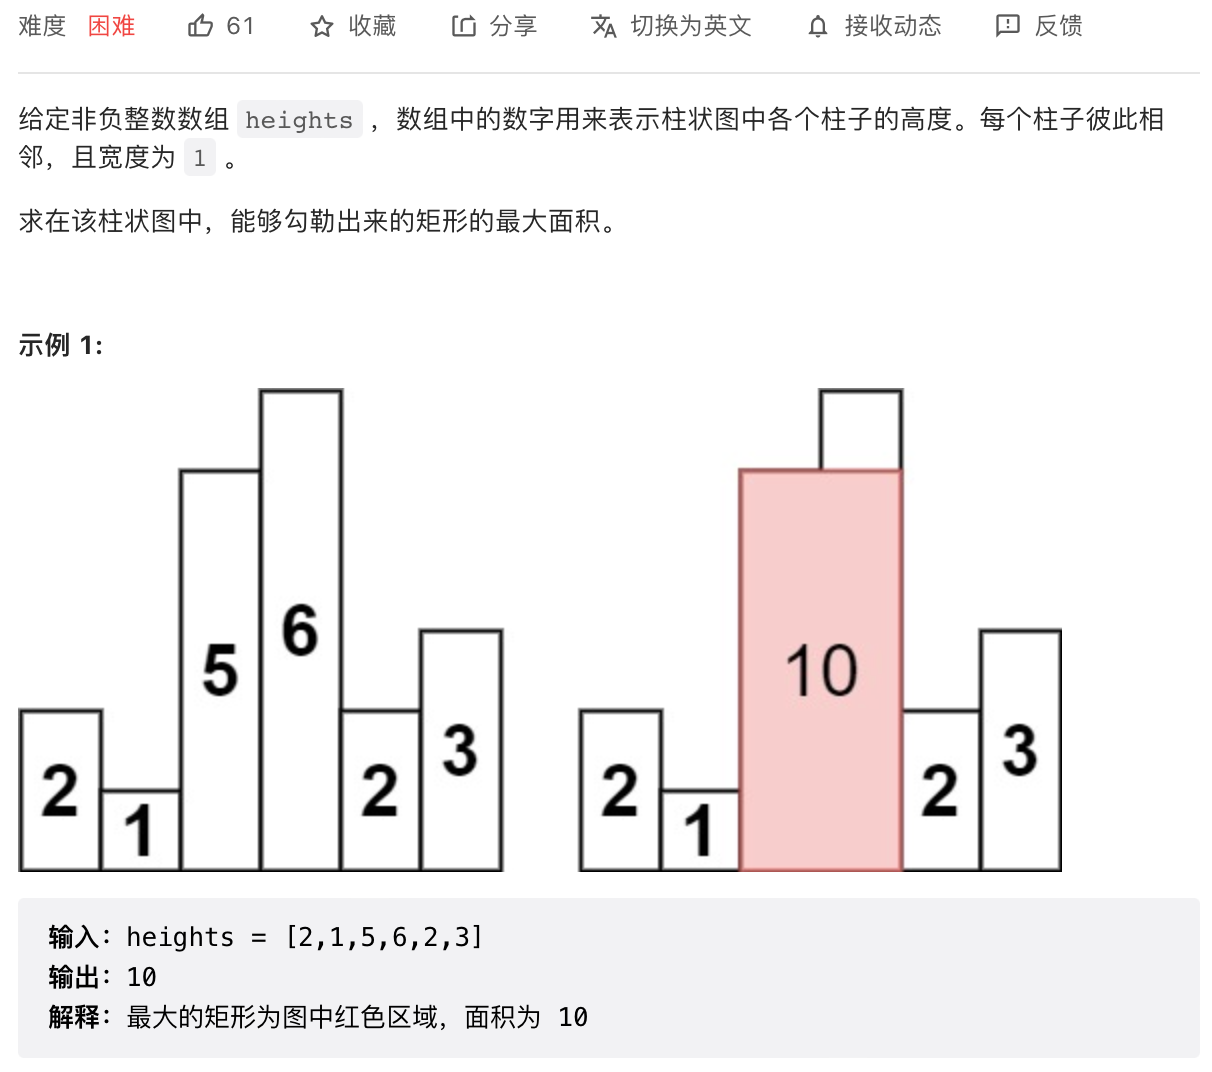 难度 困难 61 收藏 分享 切换为英文 接收动态 反馈
给定非负整数数组 heights ，数组中的数字用来表示柱状图中各个柱子的高度。每个柱子彼此相
邻，且宽度为 1 。
求在该柱状图中，能够勾勒出来的矩形的最大面积。
示例 1:
2 1 5 6 2 3
2 1 10 2 3
输入：heights = [2,1,5,6,2,3]
输出：10
解释：最大的矩形为图中红色区域，面积为 10